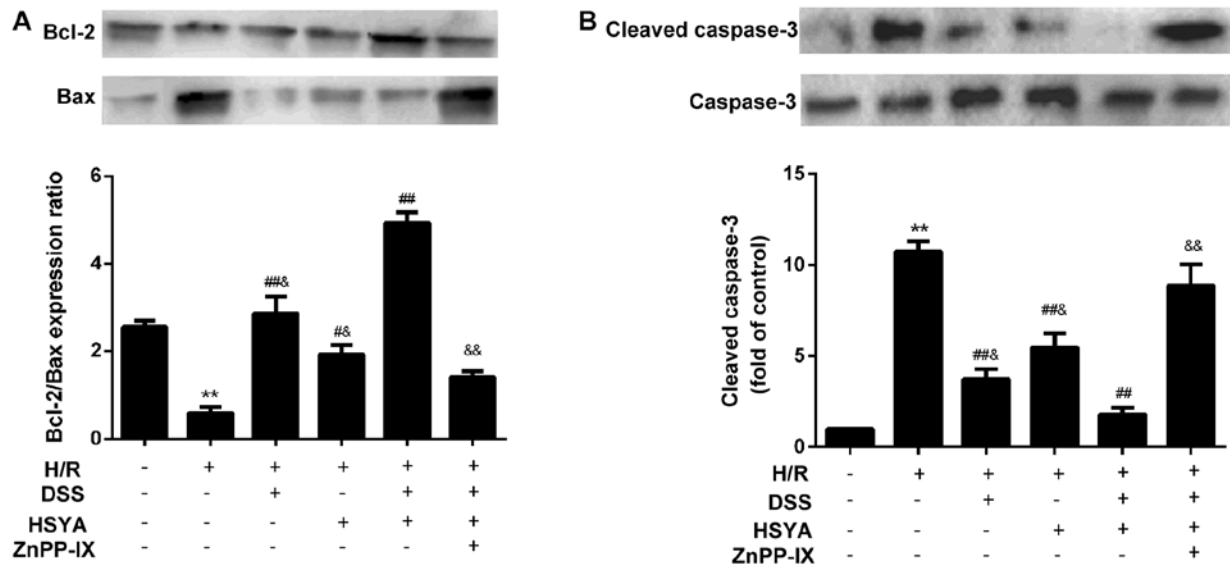 A
Bcl-2
Bax
Bcl-2/Bax expression ratio
6
4
2
0
**
##&
#&
##
&&
H/R - + + + + +
DSS - - + - + +
HSYA - - - + + +
ZnPP-IX - - - - - +
B
Cleaved caspase-3
Caspase-3
Cleaved caspase-3
(fold of control)
15
10
5
0
**
##&
##&
##
&&
H/R - + + + + +
DSS - - + - + +
HSYA - - - + + +
ZnPP-IX - - - - - +